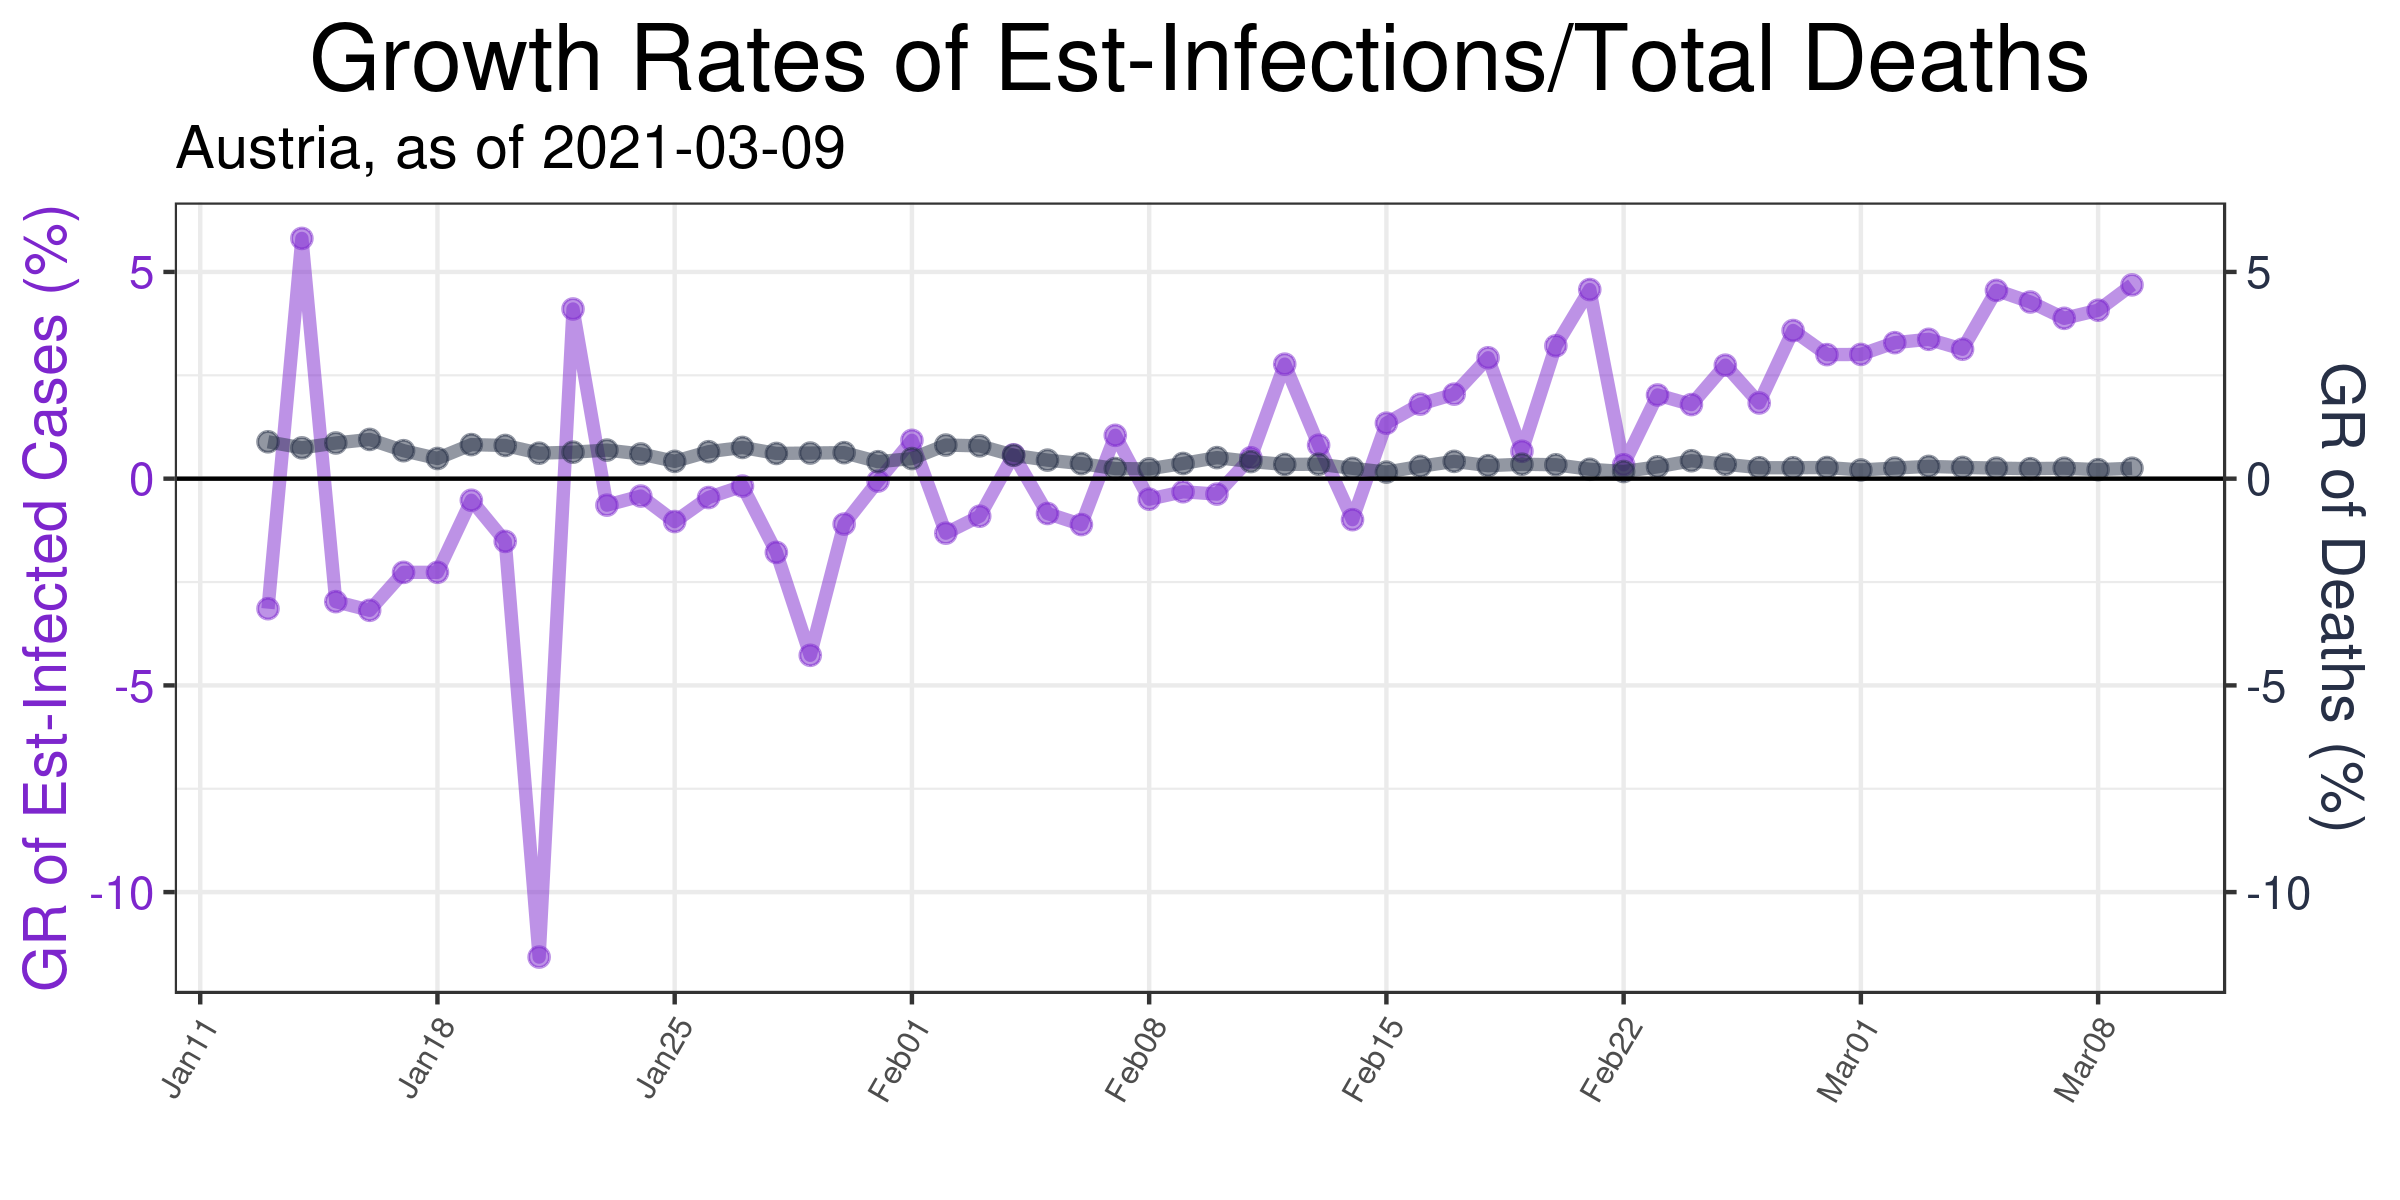 Growth Rates of Est-Infections/Total Deaths
Austria, as of 2021-03-09
GR of Est-Infected Cases (%)
5
0
-5
-10
5
0
-5
-10
GR of Deaths (%)
Jan11
Jan18
Jan25
Feb01
Feb08
Feb15
Feb22
Mar01
Mar08